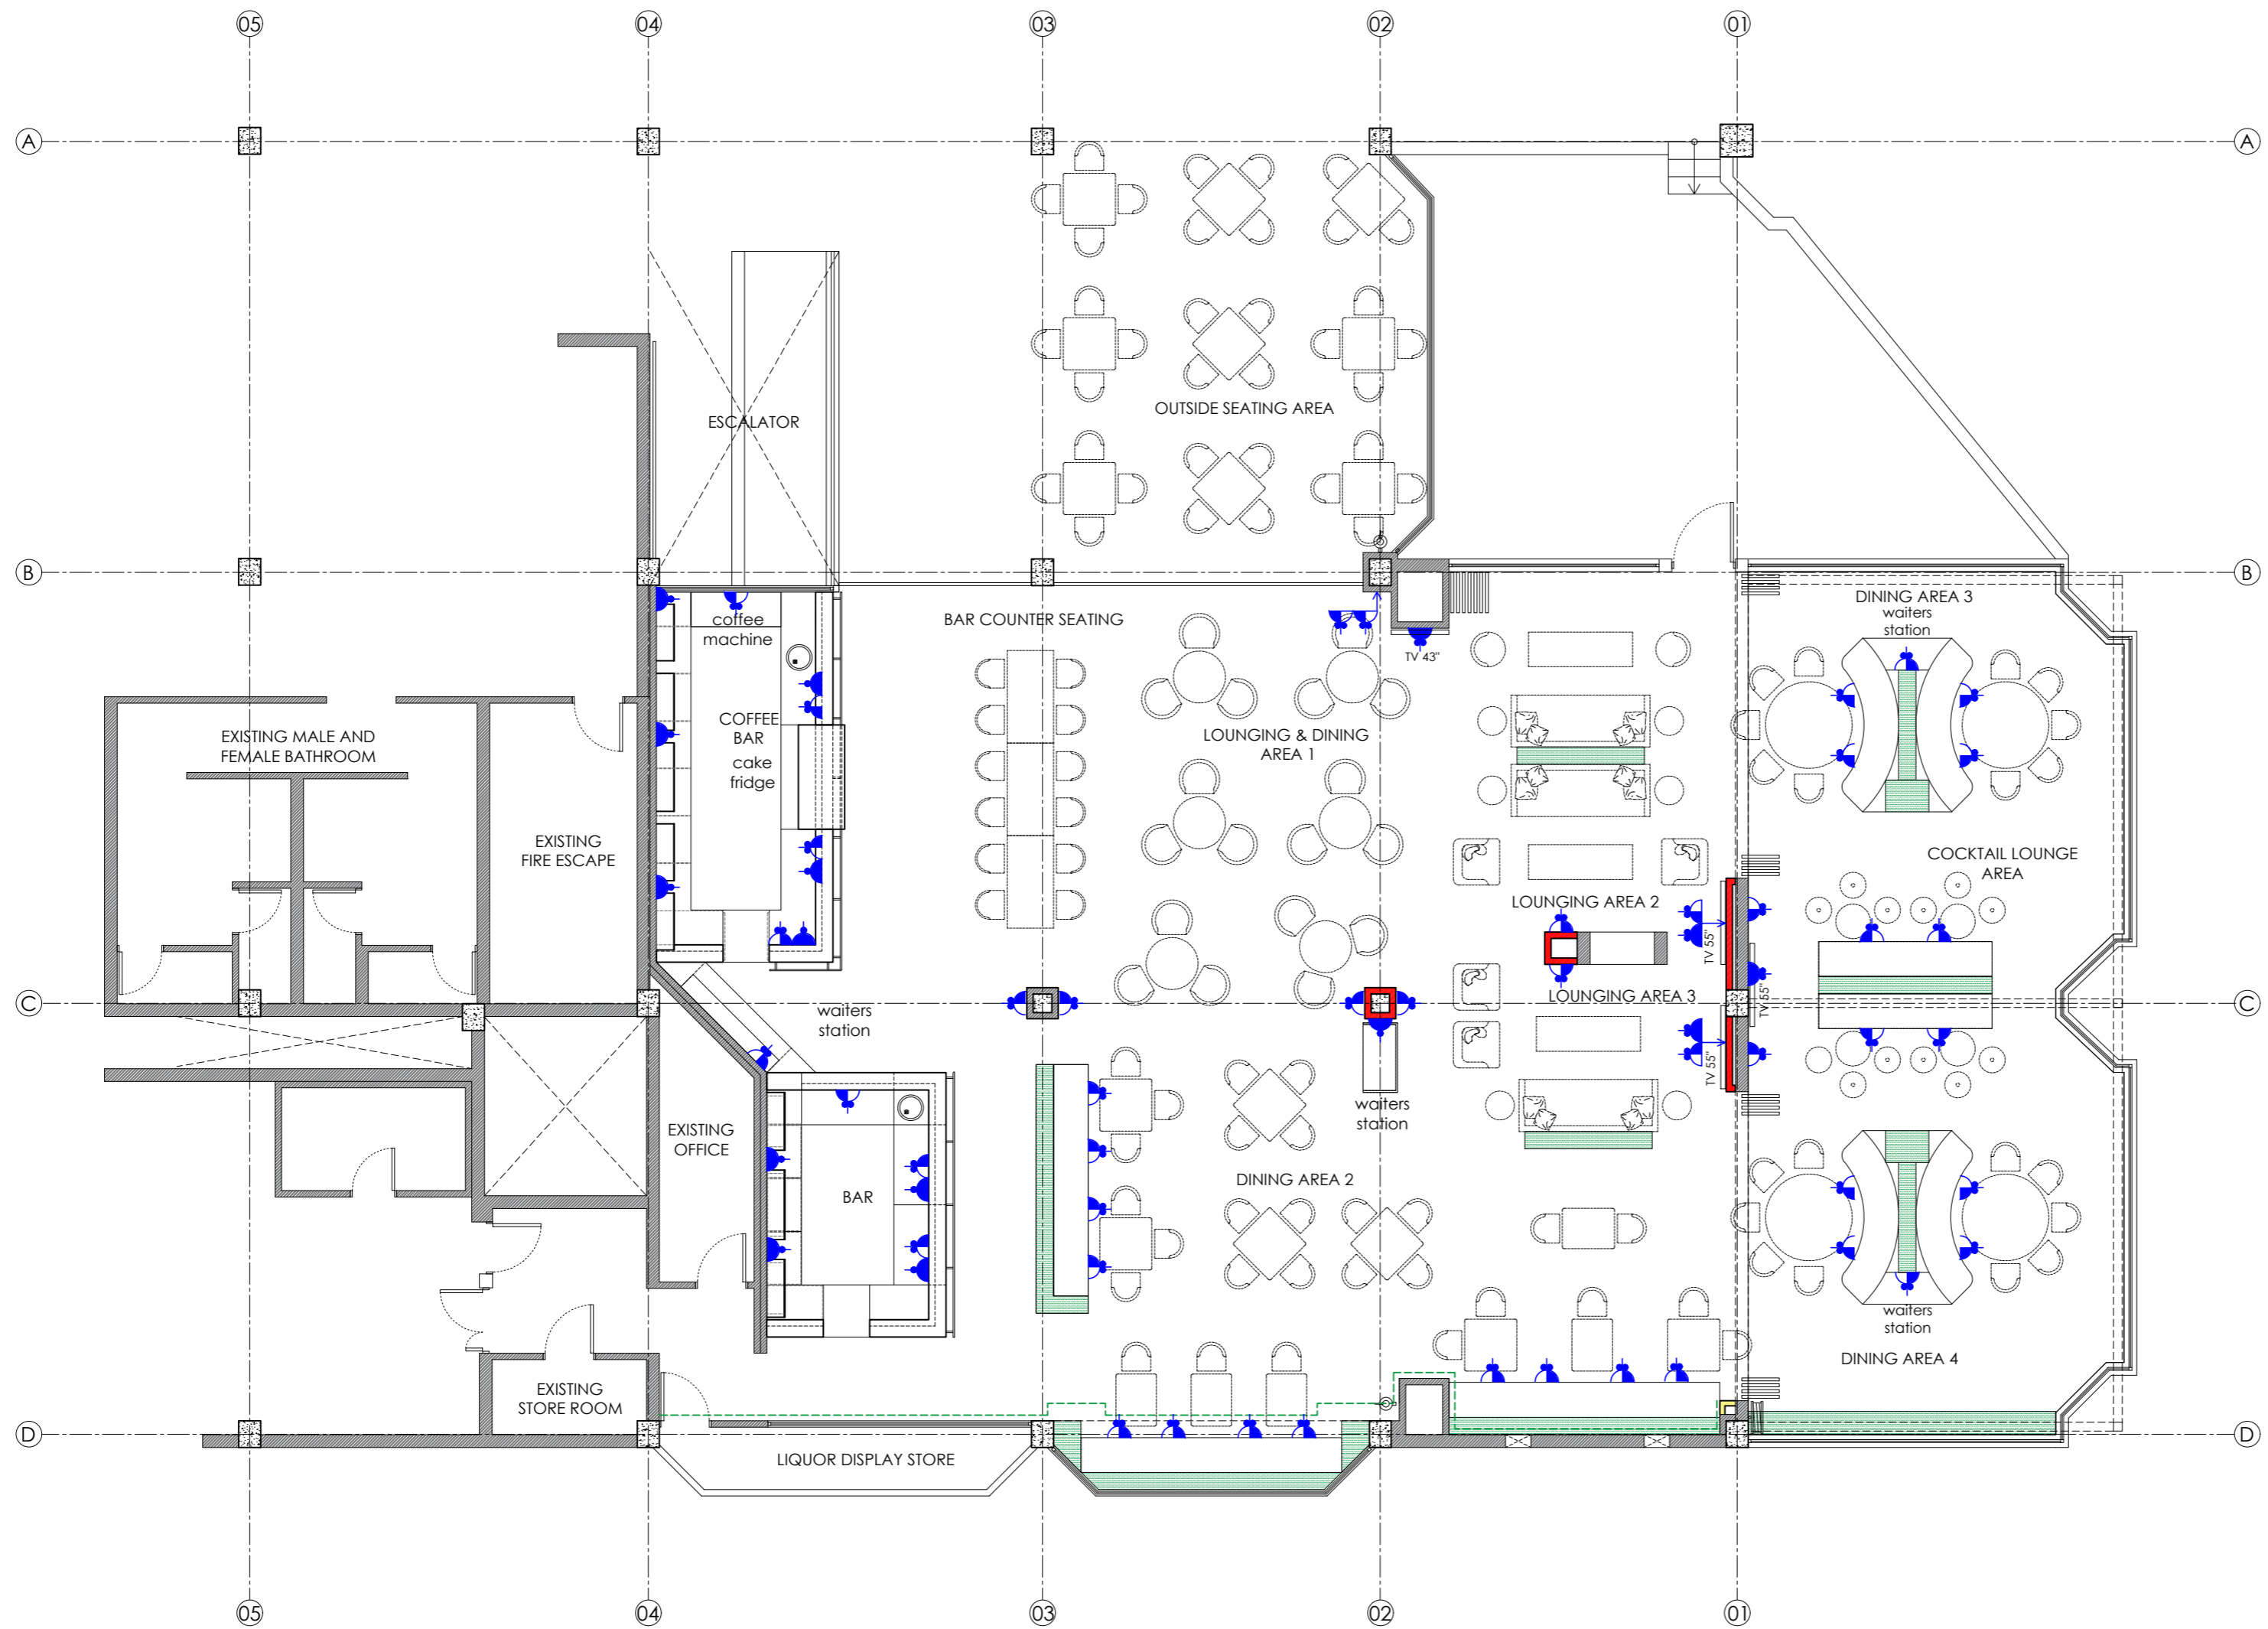 05
04
03
02
01
A
A
ESCALATOR
OUTSIDE SEATING AREA
B
B
coffee
machine
BAR COUNTER SEATING
TV 43"
DINING AREA 3
waiters
station
EXISTING MALE AND
FEMALE BATHROOM
COFFEE
BAR
cake
fridge
LOUNGING & DINING
AREA 1
EXISTING
FIRE ESCAPE
COCKTAIL LOUNGE
AREA
LOUNGING AREA 2
TV 55"
LOUNGING AREA 3
TV 55"
C
C
waiters
station
TV 55"
waiters
station
EXISTING
OFFICE
BAR
DINING AREA 2
waiters
station
DINING AREA 4
EXISTING
STORE ROOM
D
D
LIQUOR DISPLAY STORE
05
04
03
02
01